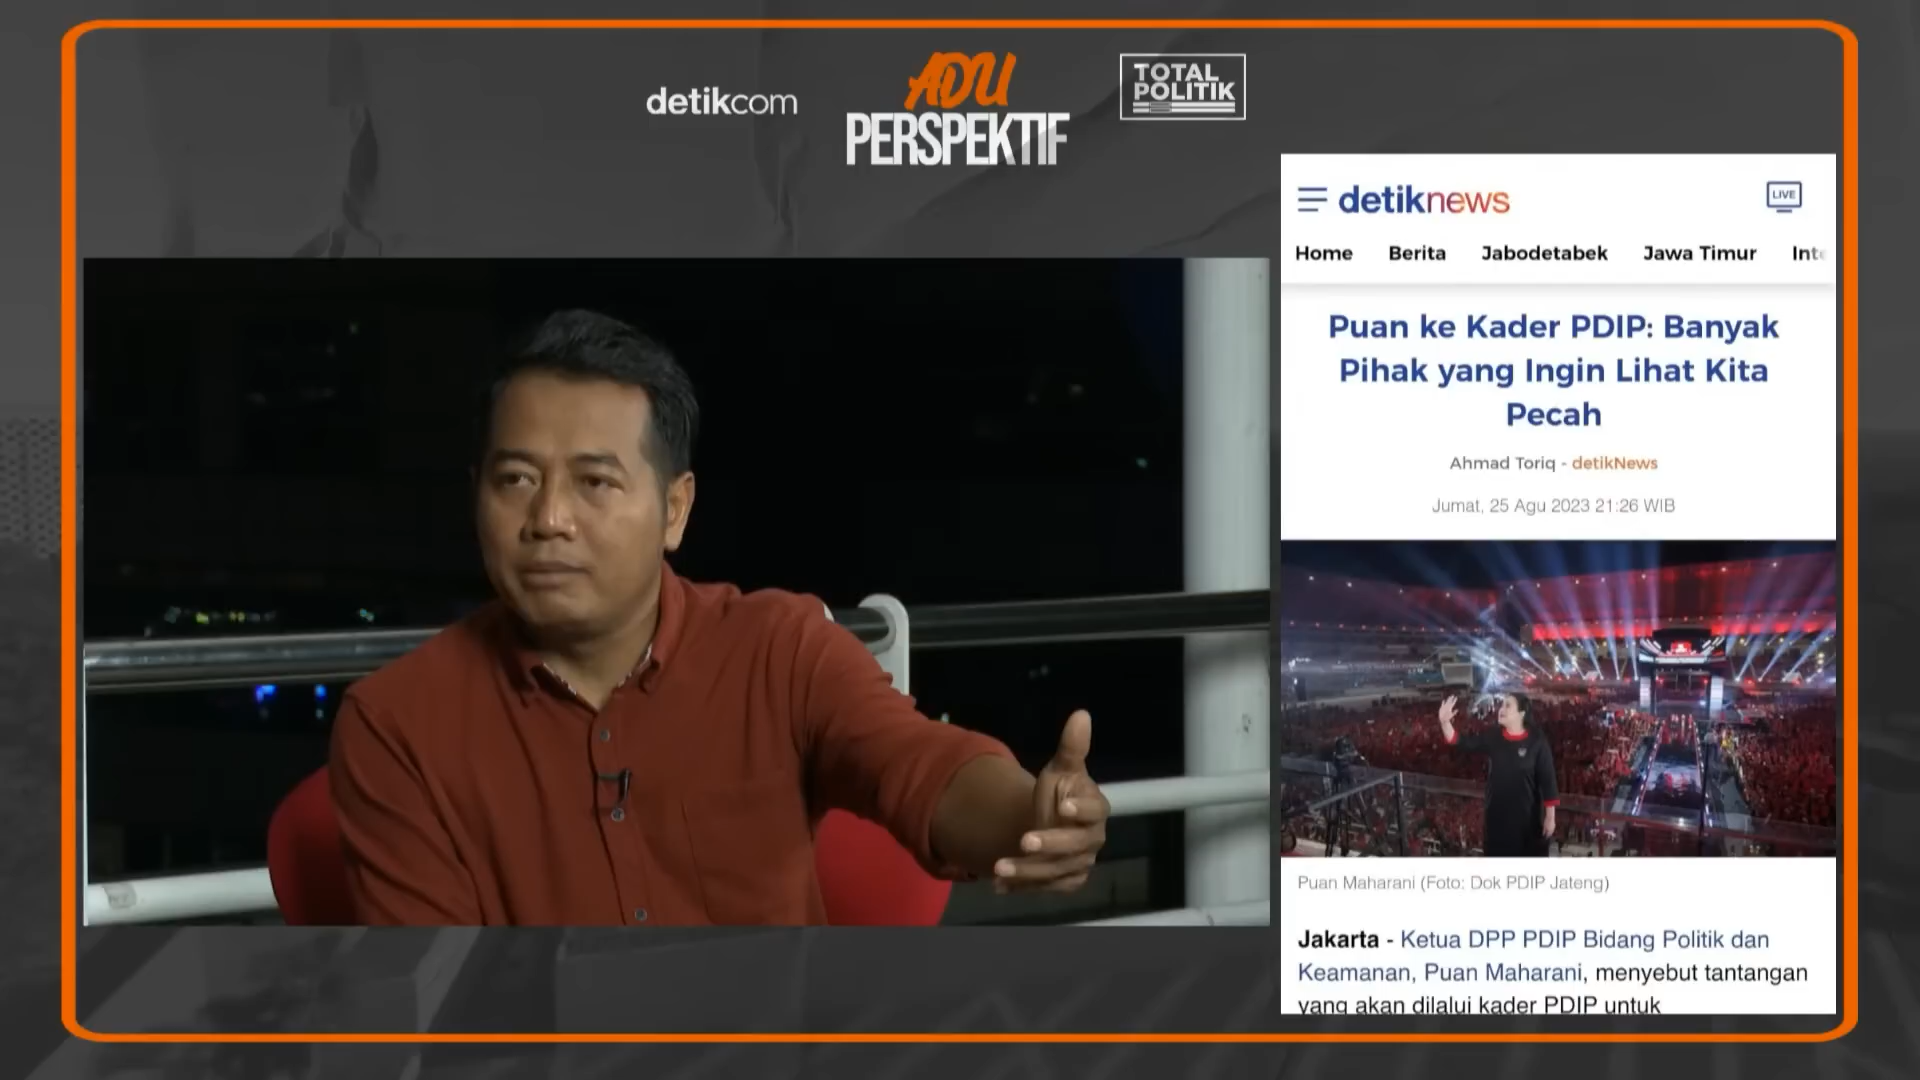 detikcom
ADU
PERSPEKTIF
TOTAL
POLITIK
detiknews
LIVE
Home Berita Jabodetabek Jawa Timur Inte
Puan ke Kader PDIP: Banyak
Pihak yang Ingin Lihat Kita
Pecah
Ahmad Toriq - detikNews
Jumat, 25 Agu 2023 21:26 WIB
Puan Maharani (Foto: Dok PDIP Jateng)
Jakarta - Ketua DPP PDIP Bidang Politik dan
Keamanan, Puan Maharani, menyebut tantangan
yang akan dilalui kader PDIP untuk